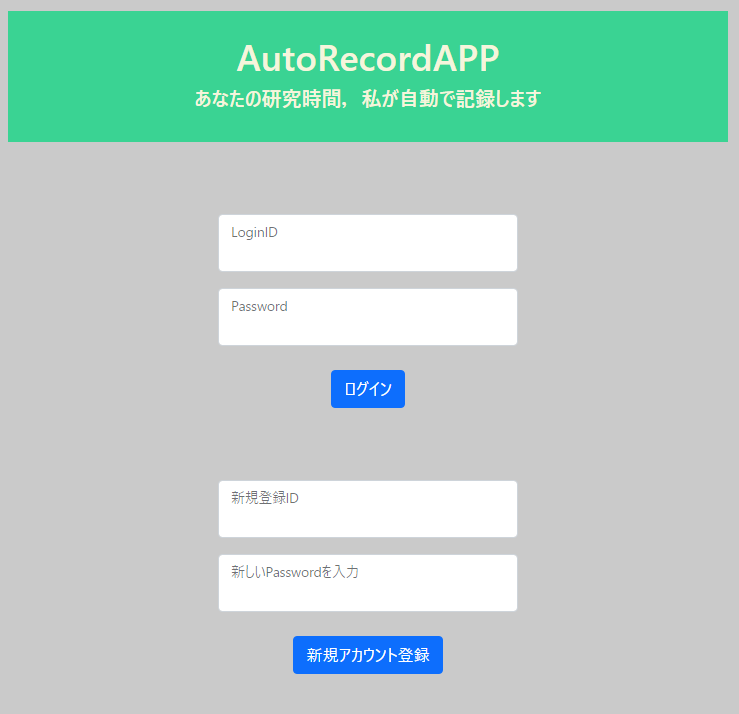 AutoRecordAPP
あなたの研究時間，私が自動で記録します
LoginID
Password
ログイン
新規登録ID
新しいPasswordを入力
新規アカウント登録